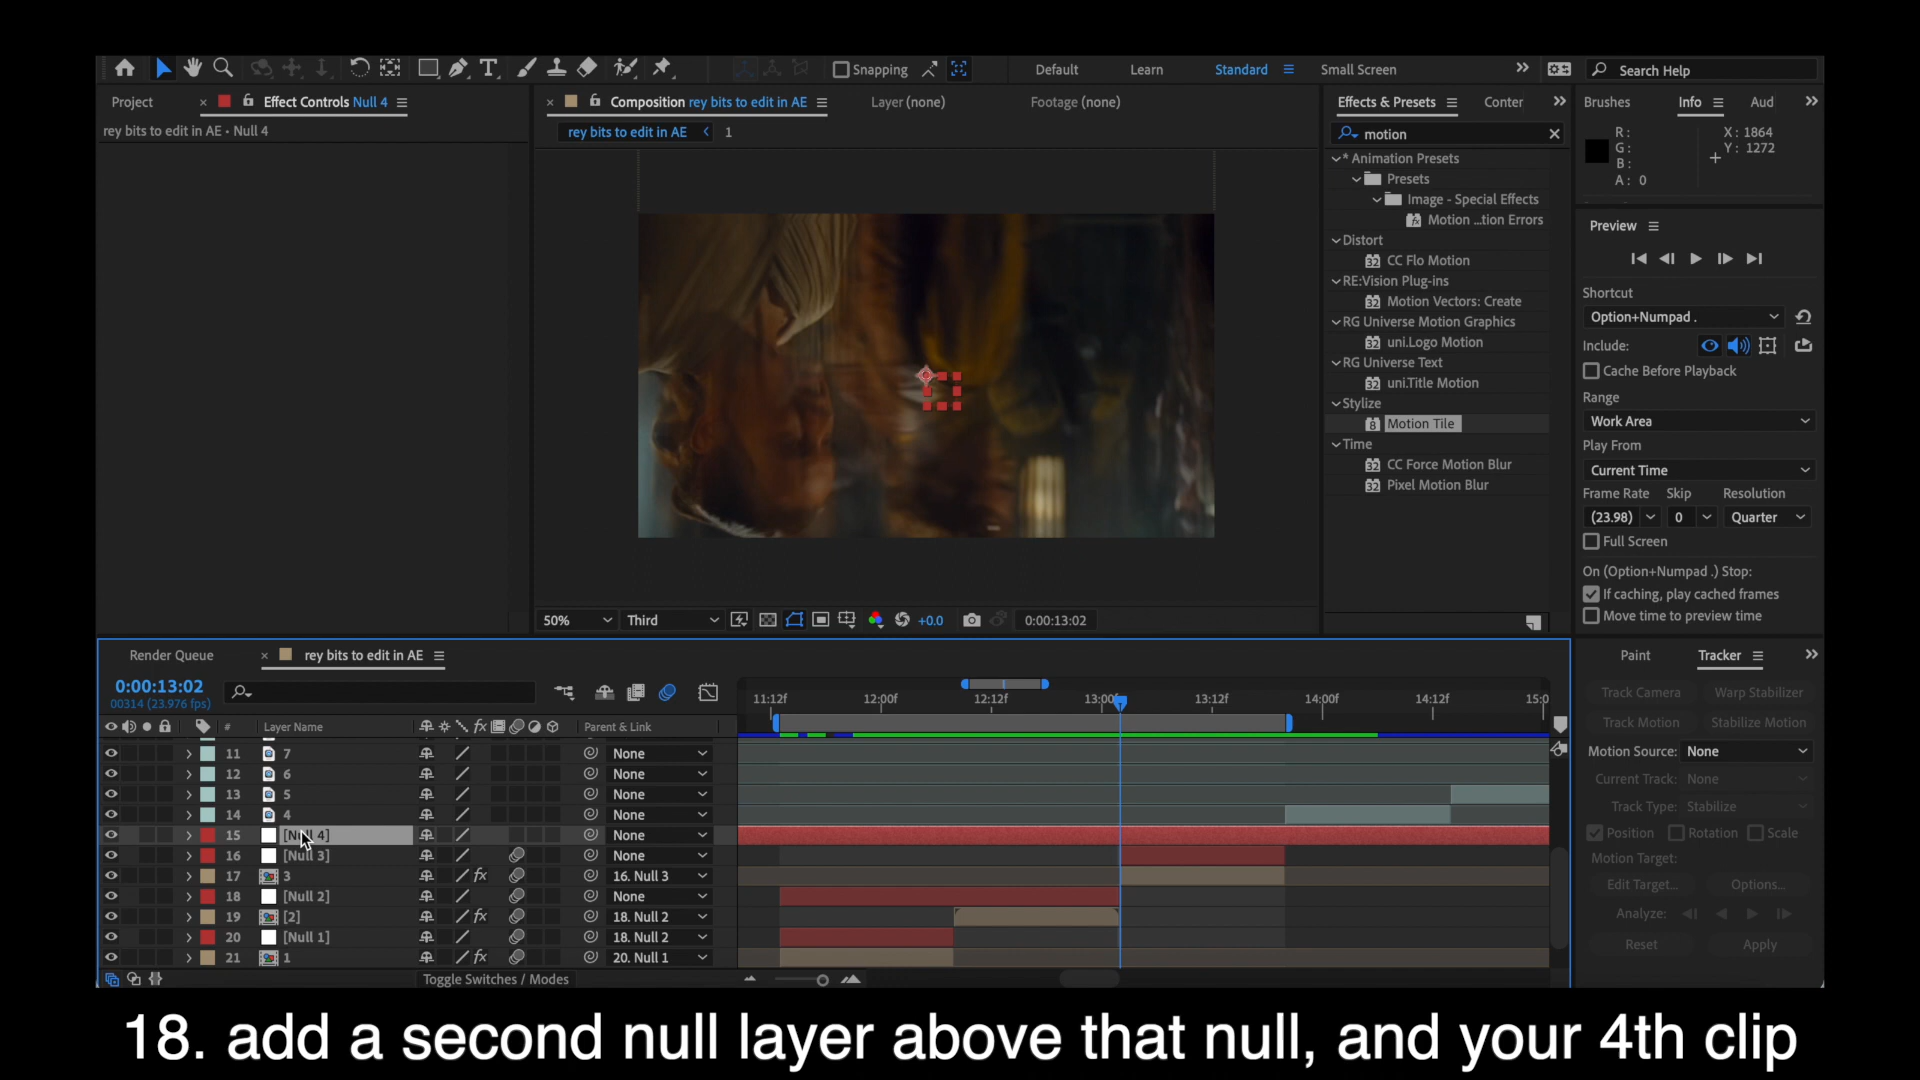 Snapping
Default
Learn
Standard
Small Screen
Search Help
Project
Effect Controls Null 4
Composition rey bits to edit in AE
Layer (none)
Footage (none)
Effects & Presets
Conter
Brushes
Info
Aud
rey bits to edit in AE • Null 4
rey bits to edit in AE
1
motion
R:
G:
B:
A: 0
X: 1864
Y: 1272
* Animation Presets
Presets
Image - Special Effects
Motion ...tion Errors
Distort
CC Flo Motion
RE:Vision Plug-ins
Motion Vectors: Create
RG Universe Motion Graphics
uni.Logo Motion
RG Universe Text
uni.Title Motion
Stylize
Motion Tile
Time
CC Force Motion Blur
Pixel Motion Blur
Preview
Shortcut
Option+Numpad .
Include:
Cache Before Playback
Range
Work Area
Play From
Current Time
Frame Rate Skip Resolution
(23.98) 0 Quarter
Full Screen
On (Option+Numpad .) Stop:
If caching, play cached frames
Move time to preview time
50% Third +0.0 0:00:13:02
Render Queue
rey bits to edit in AE
0:00:13:02
00314 (23.976 fps)
11:12f 12:00f 12:12f 13:00f 13:12f 14:00f 14:12f 15:0
# Layer Name fx Parent & Link
11 7 None
12 6 None
13 5 None
14 4 None
15 [Null 4] None
16 [Null 3] None
17 3 fx 16. Null 3
18 [Null 2] None
19 [2] fx 18. Null 2
20 [Null 1] 18. Null 2
21 1 fx 20. Null 1
Toggle Switches / Modes
Paint
Tracker
Track Camera Warp Stabilizer
Track Motion Stabilize Motion
Motion Source: None
Current Track: None
Track Type: Stabilize
Position Rotation Scale
Motion Target:
Edit Target... Options...
Analyze:
Reset Apply
18. add a second null layer above that null, and your 4th clip